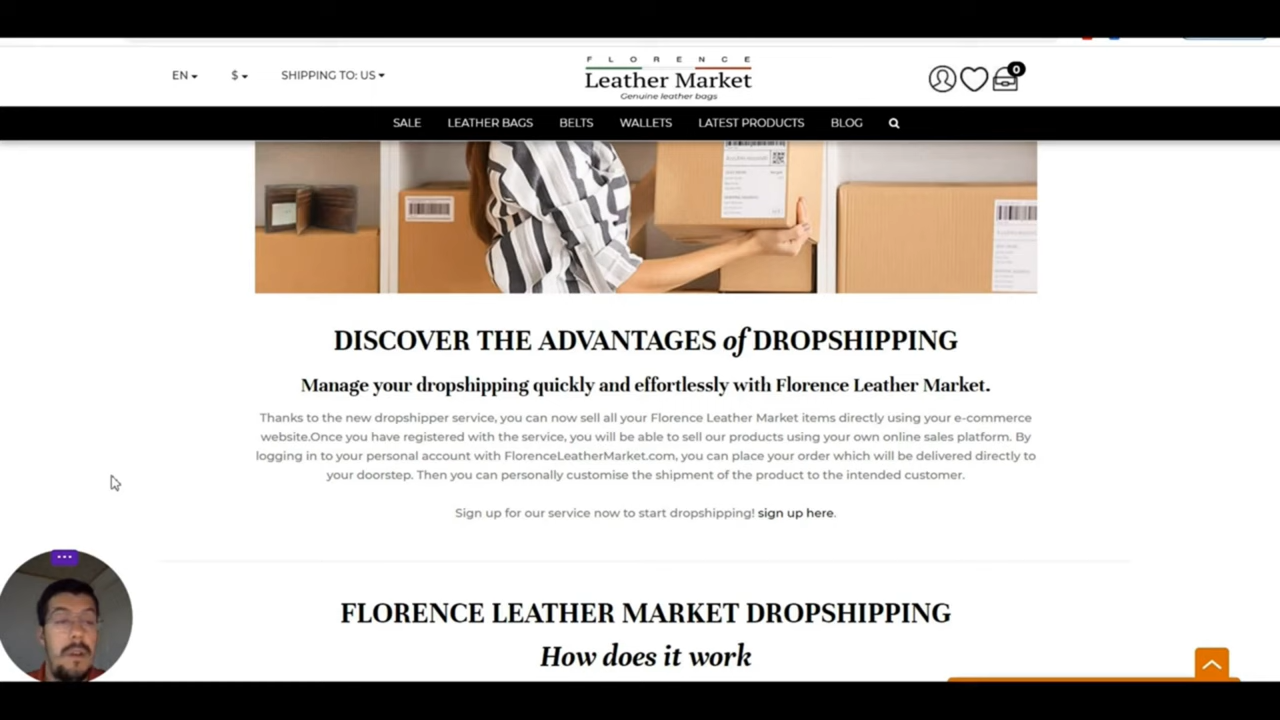 EN
$
SHIPPING TO: US
FLORENCE
Leather Market
Genuine leather bags
0
SALE
LEATHER BAGS
BELTS
WALLETS
LATEST PRODUCTS
BLOG
DISCOVER THE ADVANTAGES of DROPSHIPPING
Manage your dropshipping quickly and effortlessly with Florence Leather Market.
Thanks to the new dropshipper service, you can now sell all your Florence Leather Market items directly using your e-commerce
website.Once you have registered with the service, you will be able to sell our products using your own online sales platform. By
logging in to your personal account with FlorenceLeatherMarket.com, you can place your order which will be delivered directly to
your doorstep. Then you can personally customise the shipment of the product to the intended customer.
Sign up for our service now to start dropshipping! sign up here.
FLORENCE LEATHER MARKET DROPSHIPPING
How does it work